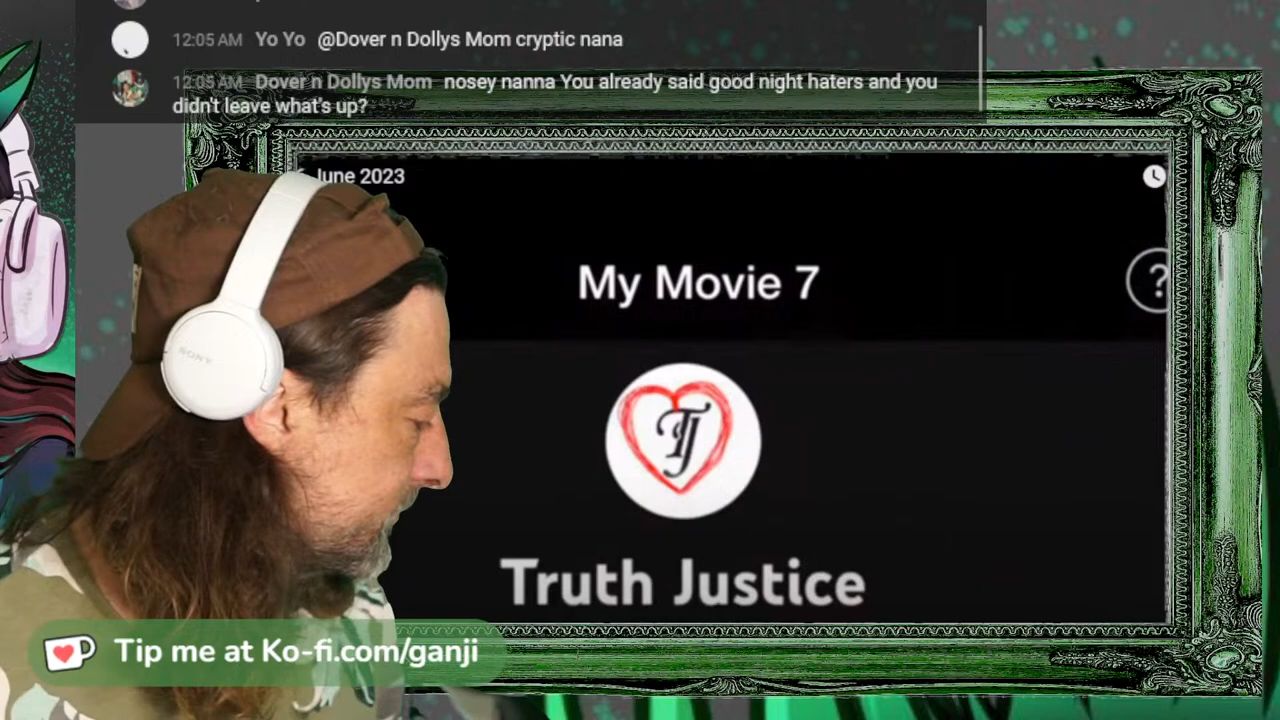 12:05 AM Yo Yo @Dover n Dollys Mom cryptic nana
12:05 AM Dover n Dollys Mom nosey nanna You already said good night haters and you
didn't leave what's up?
June 2023
My Movie 7
?
SONY
TJ
Truth Justice
Tip me at Ko-fi.com/ganji